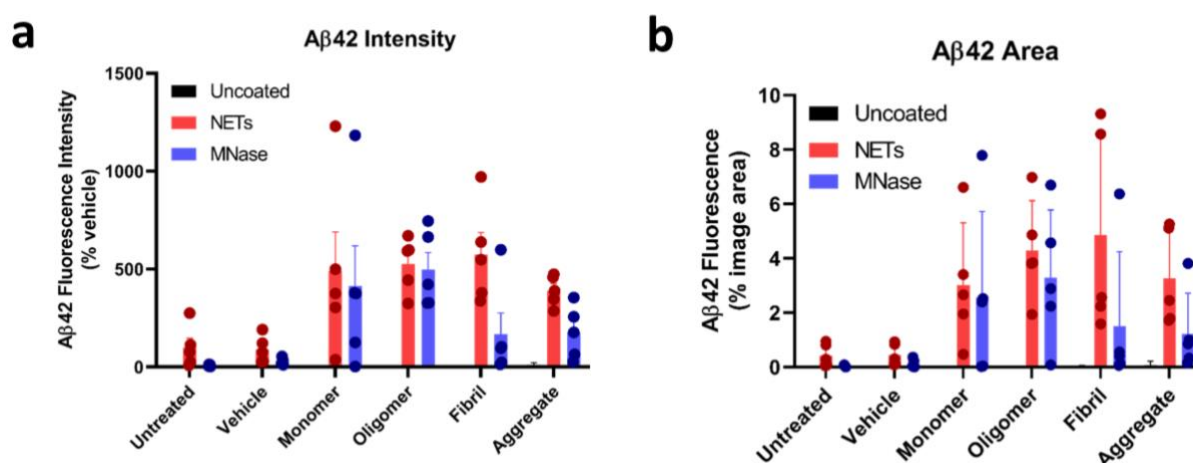 a
Aβ42 Intensity
Aβ42 Fluorescence Intensity
(% vehicle)
1500
1000
500
0
Uncoated
NETs
MNase
Untreated
Vehicle
Monomer
Oligomer
Fibril
Aggregate
b
Aβ42 Area
Aβ42 Fluorescence
(% image area)
10
8
6
4
2
0
Uncoated
NETs
MNase
Untreated
Vehicle
Monomer
Oligomer
Fibril
Aggregate